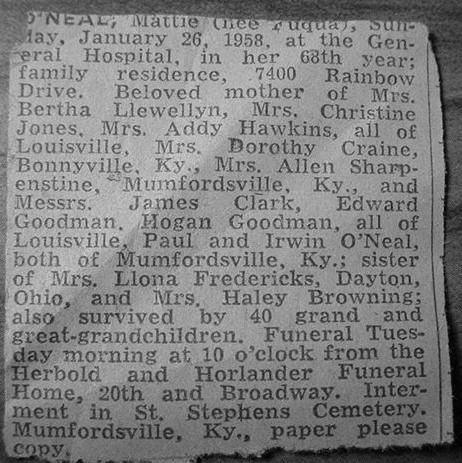 O'NEAL; Mattie (nee Fuqua), Sun-
day, January 26, 1958, at the Gen-
eral Hospital, in her 68th year;
family residence, 7400 Rainbow
Drive. Beloved mother of Mrs.
Bertha Llewellyn, Mrs. Christine
Jones, Mrs. Addy Hawkins, all of
Louisville, Mrs. Dorothy Craine,
Bonnyville, Ky., Mrs. Allen Sharp-
enstine, Mumfordsville, Ky., and
Messrs. James Clark, Edward
Goodman, Hogan Goodman, all of
Louisville, Paul and Irwin O'Neal,
both of Mumfordsville, Ky.; sister
of Mrs. Llona Fredericks, Dayton,
Ohio, and Mrs. Haley Browning;
also survived by 40 grand and
great-grandchildren. Funeral Tues-
day morning at 10 o'clock from the
Herbold and Horlander Funeral
Home, 20th and Broadway. Inter-
ment in St. Stephens Cemetery.
Mumfordsville, Ky., paper please
copy.